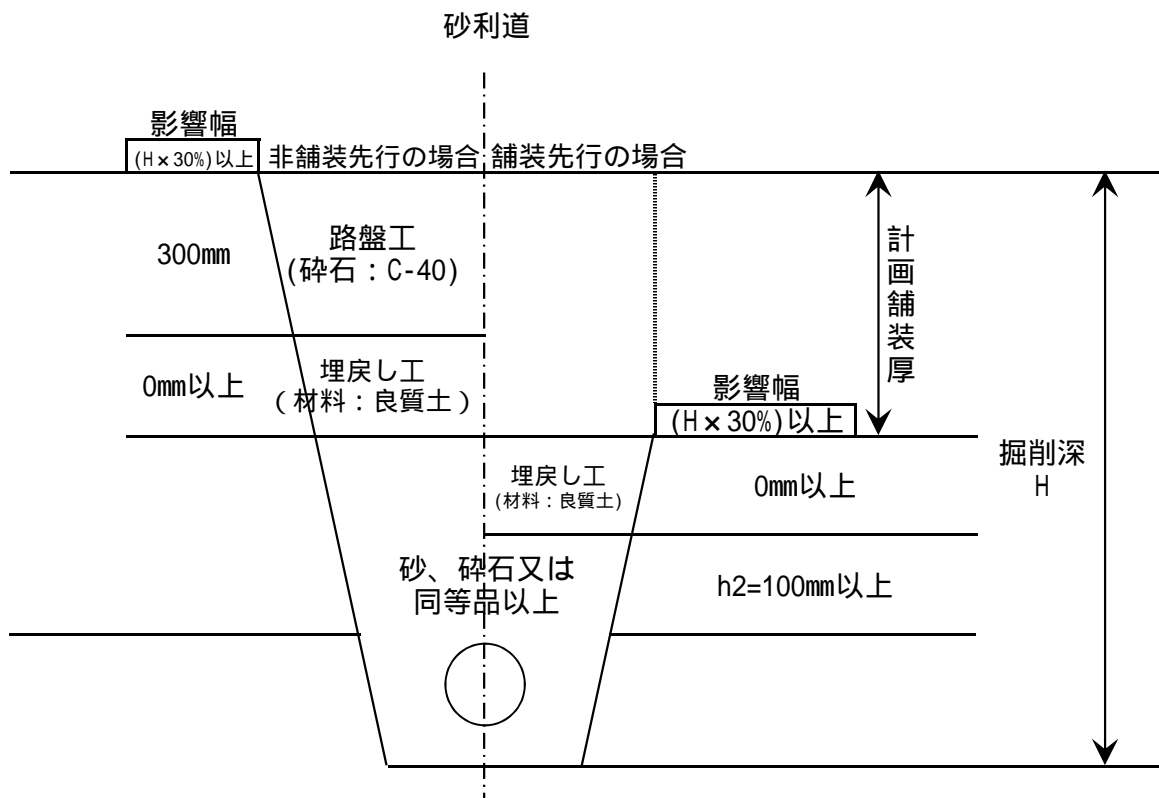 砂利道
影響幅
(H×30%)以上
非舗装先行の場合
舗装先行の場合
300mm
路盤工
(砕石：C-40)
計画舗装厚
0mm以上
埋戻し工
(材料：良質土)
影響幅
(H×30%)以上
埋戻し工
(材料：良質土)
0mm以上
掘削深
H
砂、砕石又は
同等品以上
h2=100mm以上